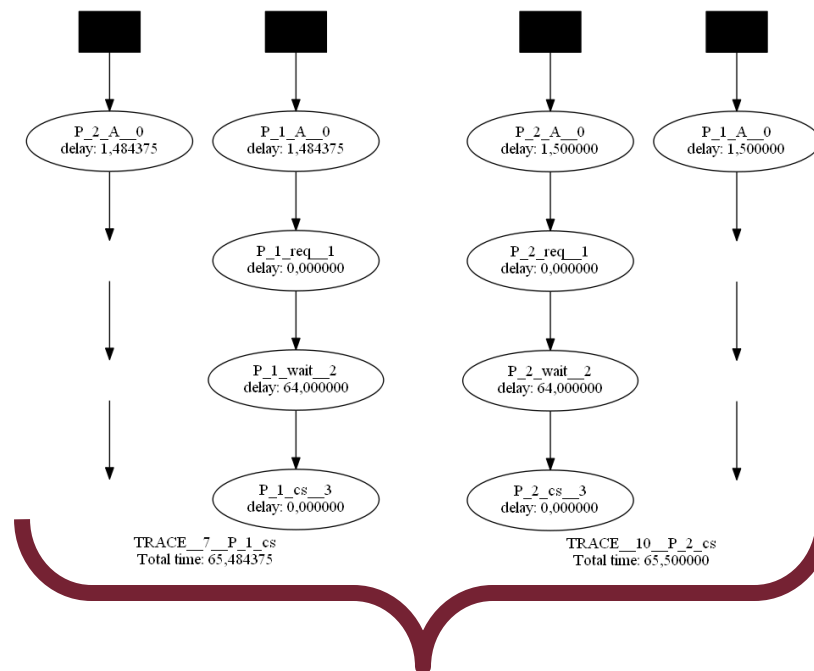 P_2_A__0
delay: 1,484375
P_1_A__0
delay: 1,484375
P_2_A__0
delay: 1,500000
P_1_A__0
delay: 1,500000
P_1_req__1
delay: 0,000000
P_2_req__1
delay: 0,000000
P_1_wait__2
delay: 64,000000
P_2_wait__2
delay: 64,000000
P_1_cs__3
delay: 0,000000
P_2_cs__3
delay: 0,000000
TRACE__7__P_1_cs
Total time: 65,484375
TRACE__10__P_2_cs
Total time: 65,500000